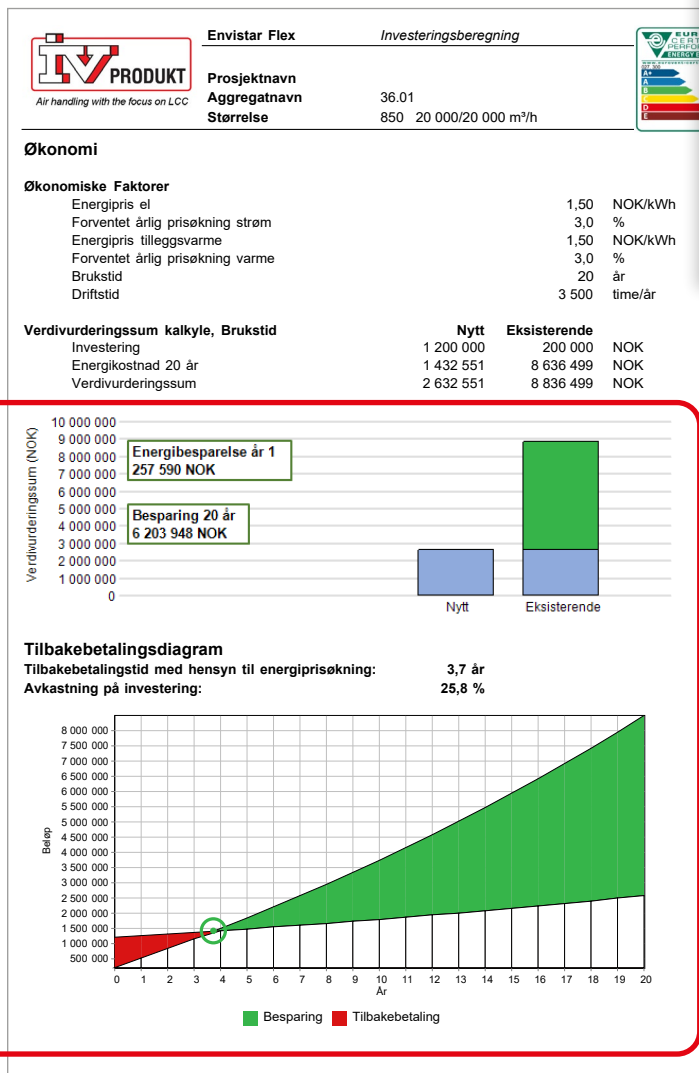 IV PRODUKT
Air handling with the focus on LCC
Envistar Flex Investeringsberegning
Prosjektnavn
Aggregatnavn 36.01
Størrelse 850 20 000/20 000 m³/h
EURO
CERT
PERFOR
ENERGY E
A+
A
B
C
D
E
Økonomi
Økonomiske Faktorer
Energipris el 1,50 NOK/kWh
Forventet årlig prisøkning strøm 3,0 %
Energipris tilleggsvarme 1,50 NOK/kWh
Forventet årlig prisøkning varme 3,0 %
Brukstid 20 år
Driftstid 3 500 time/år
Verdivurderingssum kalkyle, Brukstid Nytt Eksisterende
Investering 1 200 000 200 000 NOK
Energikostnad 20 år 1 432 551 8 636 499 NOK
Verdivurderingssum 2 632 551 8 836 499 NOK
Verdivurderingssum (NOK)
10 000 000
9 000 000
8 000 000
7 000 000
6 000 000
5 000 000
4 000 000
3 000 000
2 000 000
1 000 000
0
Energibesparelse år 1
257 590 NOK
Besparing 20 år
6 203 948 NOK
Nytt Eksisterende
Tilbakebetalingsdiagram
Tilbakebetalingstid med hensyn til energiprisøkning: 3,7 år
Avkastning på investering: 25,8 %
Beløp
8 000 000
7 500 000
7 000 000
6 500 000
6 000 000
5 500 000
5 000 000
4 500 000
4 000 000
3 500 000
3 000 000
2 500 000
2 000 000
1 500 000
1 000 000
500 000
0 1 2 3 4 5 6 7 8 9 10 11 12 13 14 15 16 17 18 19 20
År
Besparing Tilbakebetaling